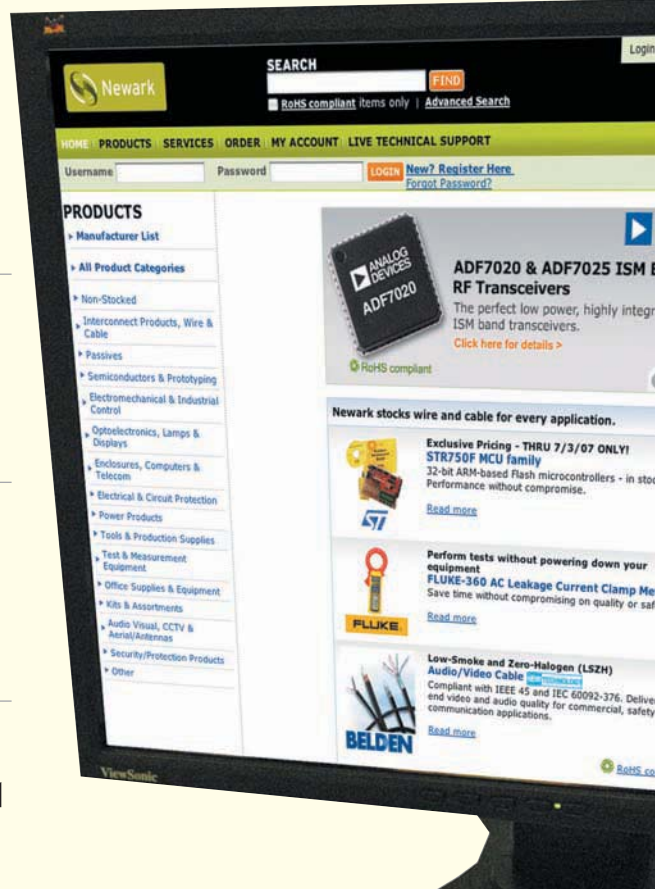 Login
Newark
SEARCH
FIND
RoHS compliant items only | Advanced Search
HOME PRODUCTS SERVICES ORDER MY ACCOUNT LIVE TECHNICAL SUPPORT
Username
Password
LOGIN
New? Register Here
Forgot Password?
PRODUCTS
Manufacturer List
All Product Categories
Non-Stocked
Interconnect Products, Wire &
Cable
Passives
Semiconductors & Prototyping
Electromechanical & Industrial
Control
Optoelectronics, Lamps &
Displays
Enclosures, Computers &
Telecom
Electrical & Circuit Protection
Power Products
Tools & Production Supplies
Test & Measurement
Equipment
Office Supplies & Equipment
Kits & Assortments
Audio Visual, CCTV &
Aerial/Antennas
Security/Protection Products
Other
ANALOG
DEVICES
ADF7020
RoHS compliant
ADF7020 & ADF7025 ISM
RF Transceivers
The perfect low power, highly
ISM band transceivers.
Click here for details >
Newark stocks wire and cable for every application.
Exclusive Pricing - THRU 7/3/07 ONLY!
STR750F MCU family
32-bit ARM-based Flash microcontrollers - in
Performance without compromise.
Read more
ST
Perform tests without powering down your
equipment
FLUKE-360 AC Leakage Current Clamp
Save time without compromising on quality or
Read more
FLUKE.
Low-Smoke and Zero-Halogen (LSZH)
Audio/Video Cable NEW TECHNOLOGY
Compliant with IEEE 45 and IEC 60092-376.
end video and audio quality for commercial, safety
communication applications.
Read more
BELDEN
RoHS
ViewSonic